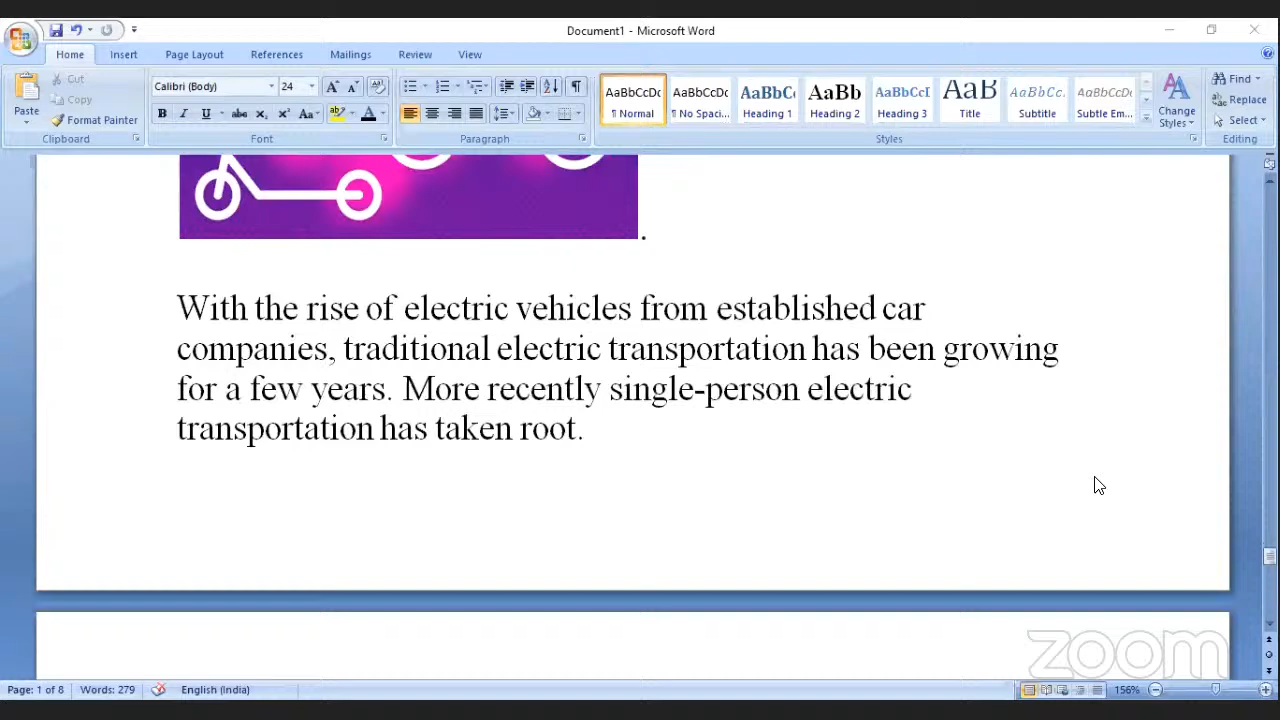 Document1 - Microsoft Word
Home Insert Page Layout References Mailings Review View
Paste
Cut
Copy
Format Painter
Clipboard
Calibri (Body) 24
Font
Paragraph
AaBbCcDc AaBbCcDc AaBbC AaBb AaBbCcI AaB AaBbCc. AaBbCcDc
¶ Normal ¶ No Spaci... Heading 1 Heading 2 Heading 3 Title Subtitle Subtle Em...
Change Styles
Styles
Find
Replace
Select
Editing
.
With the rise of electric vehicles from established car
companies, traditional electric transportation has been growing
for a few years. More recently single-person electric
transportation has taken root.
zoom
Page: 1 of 8 Words: 279 English (India) 156%